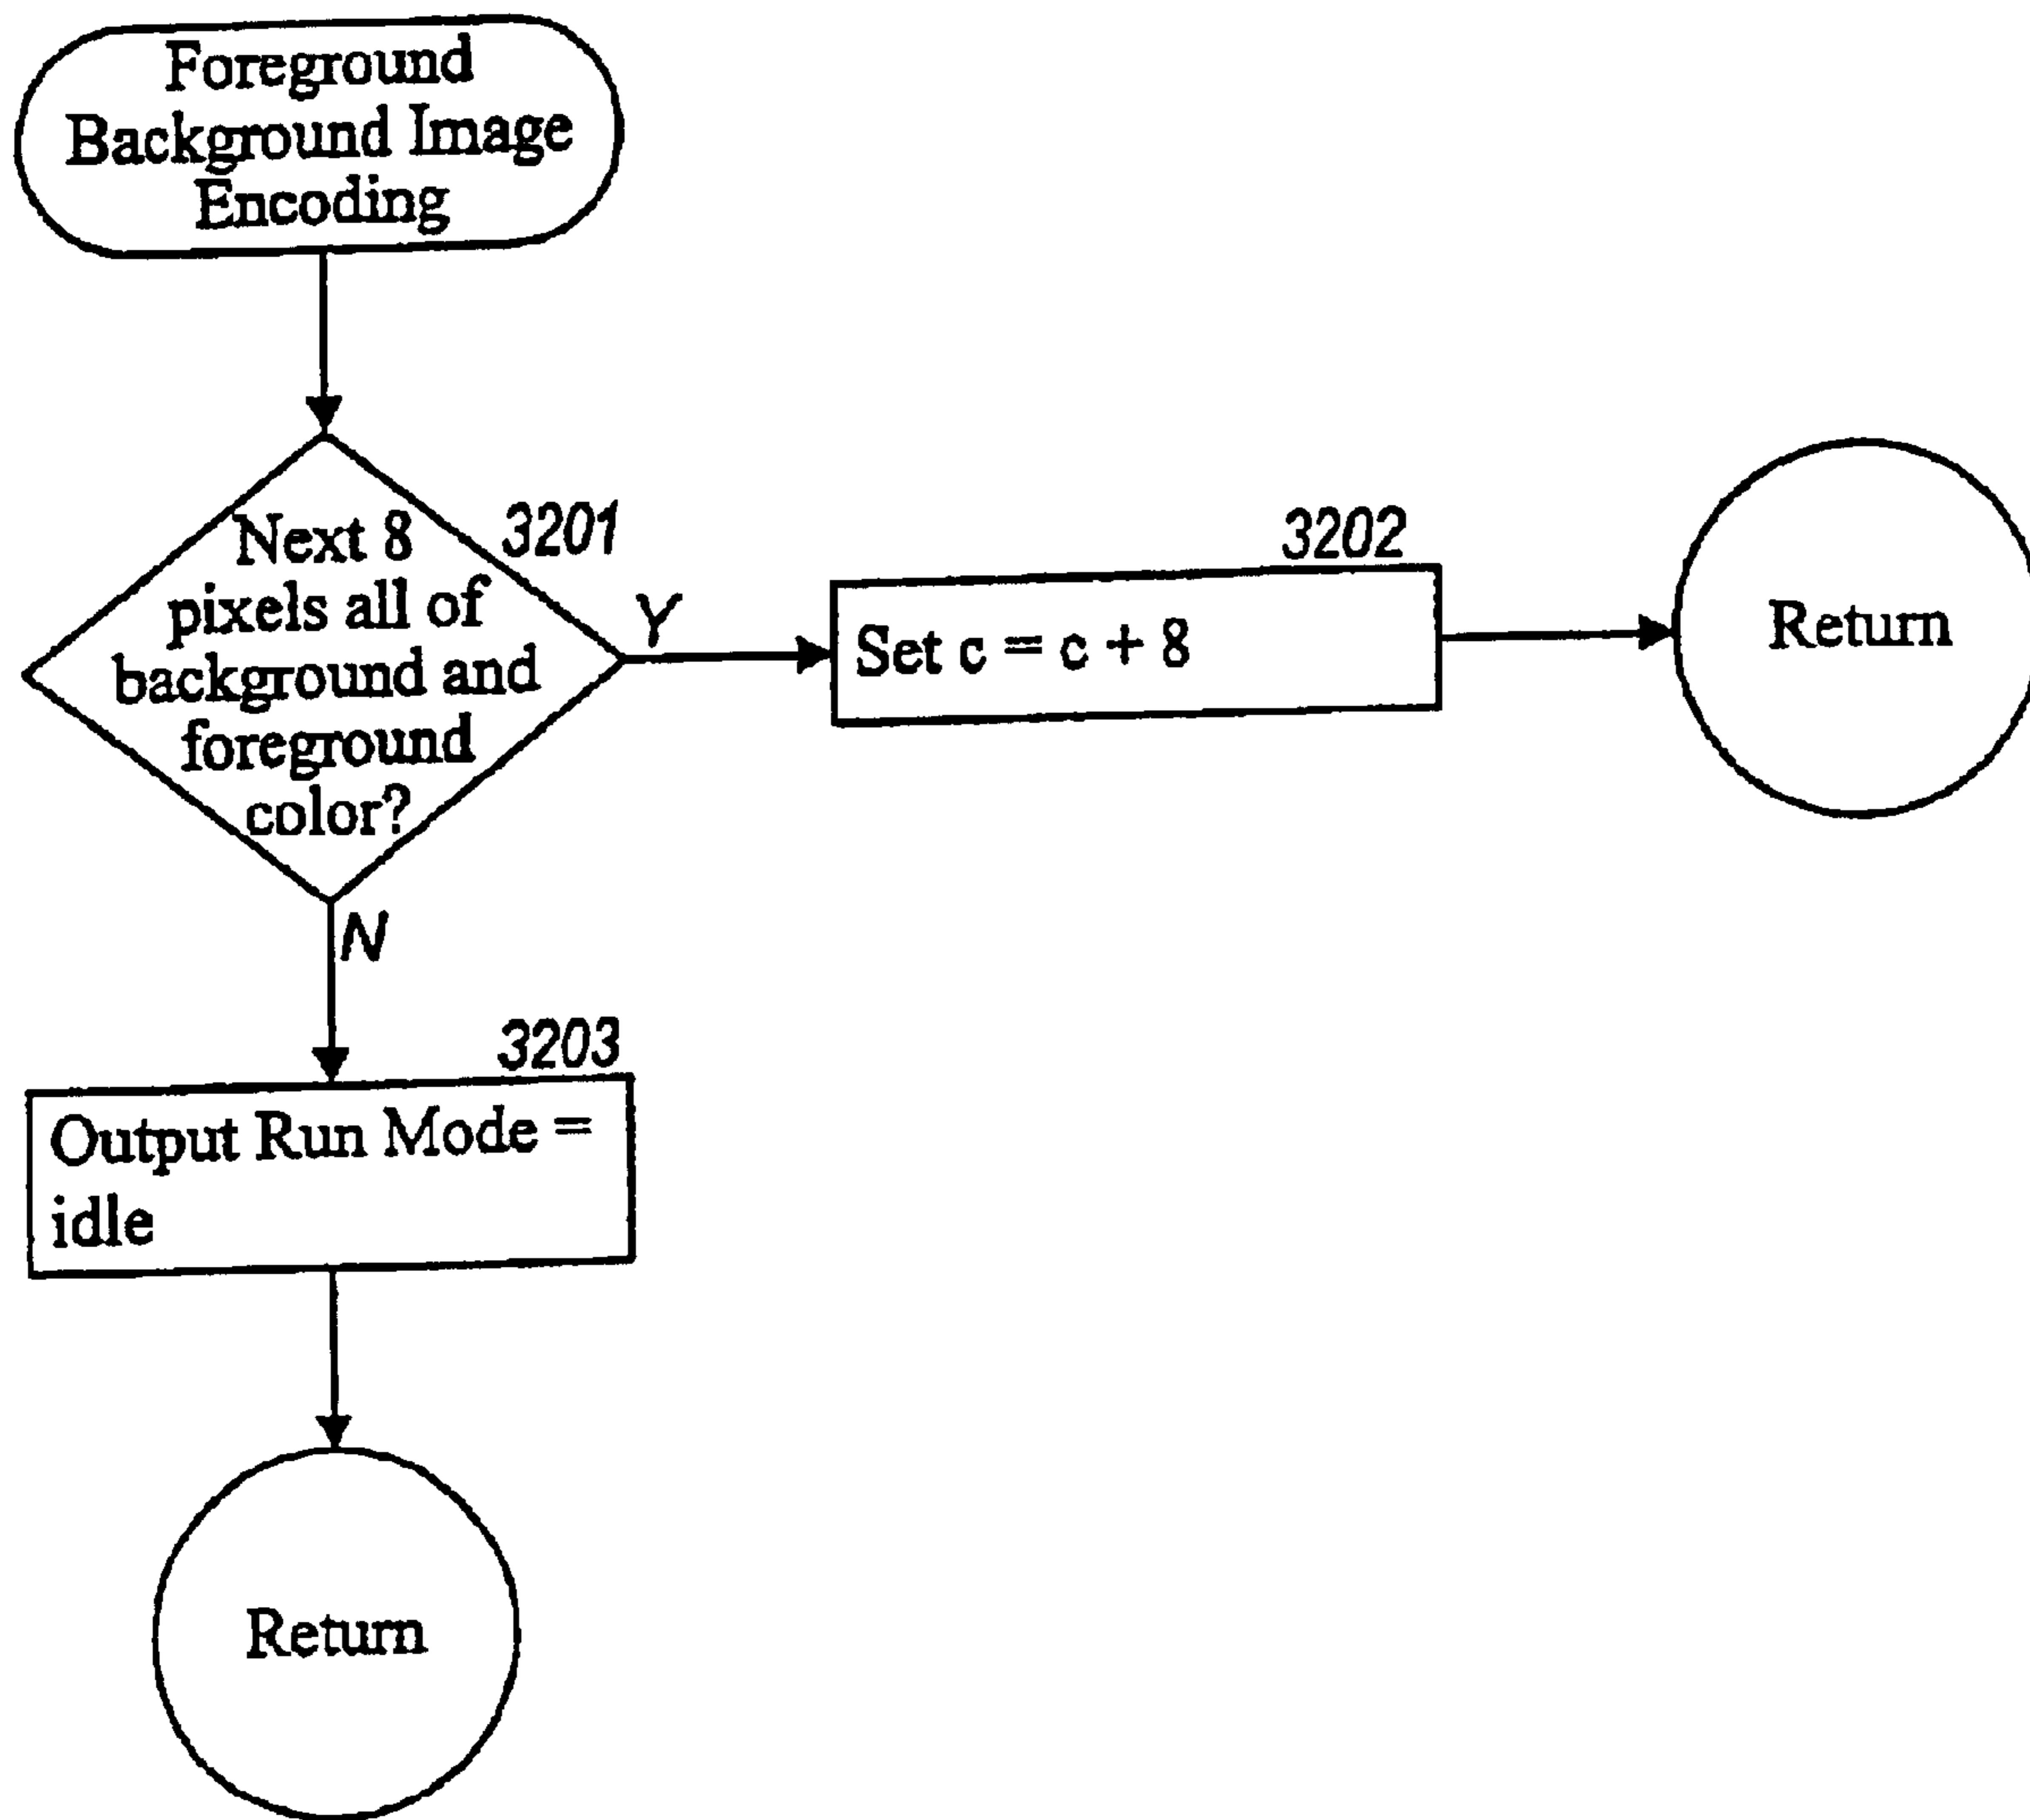 Foreground
Background Image
Encoding
Next 8
pixels all of
background and
foreground
color?
3201
Y
3202
Set c = c + 8
Return
N
3203
Output Run Mode =
idle
Return